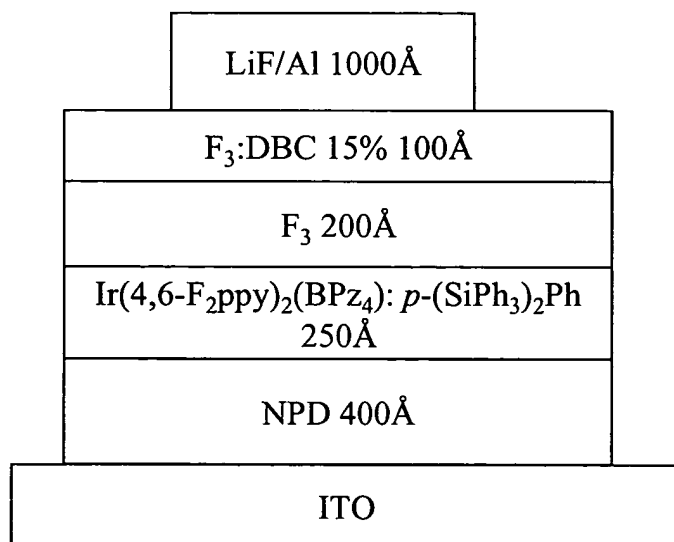 LiF/Al 1000Å
F₃:DBC 15% 100Å
F₃ 200Å
Ir(4,6-F₂ppy)₂(BPz₄): p-(SiPh₃)₂Ph
250Å
NPD 400Å
ITO